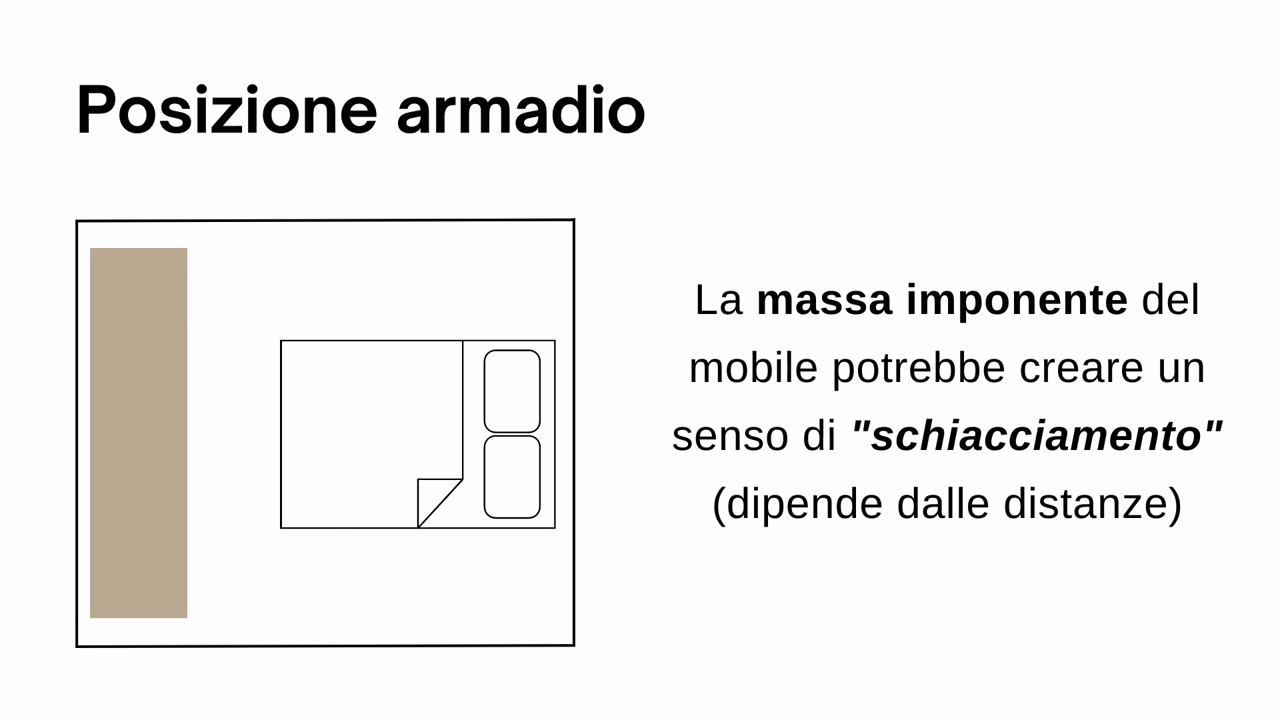 Posizione armadio
La massa imponente del
mobile potrebbe creare un
senso di "schiacciamento"
(dipende dalle distanze)